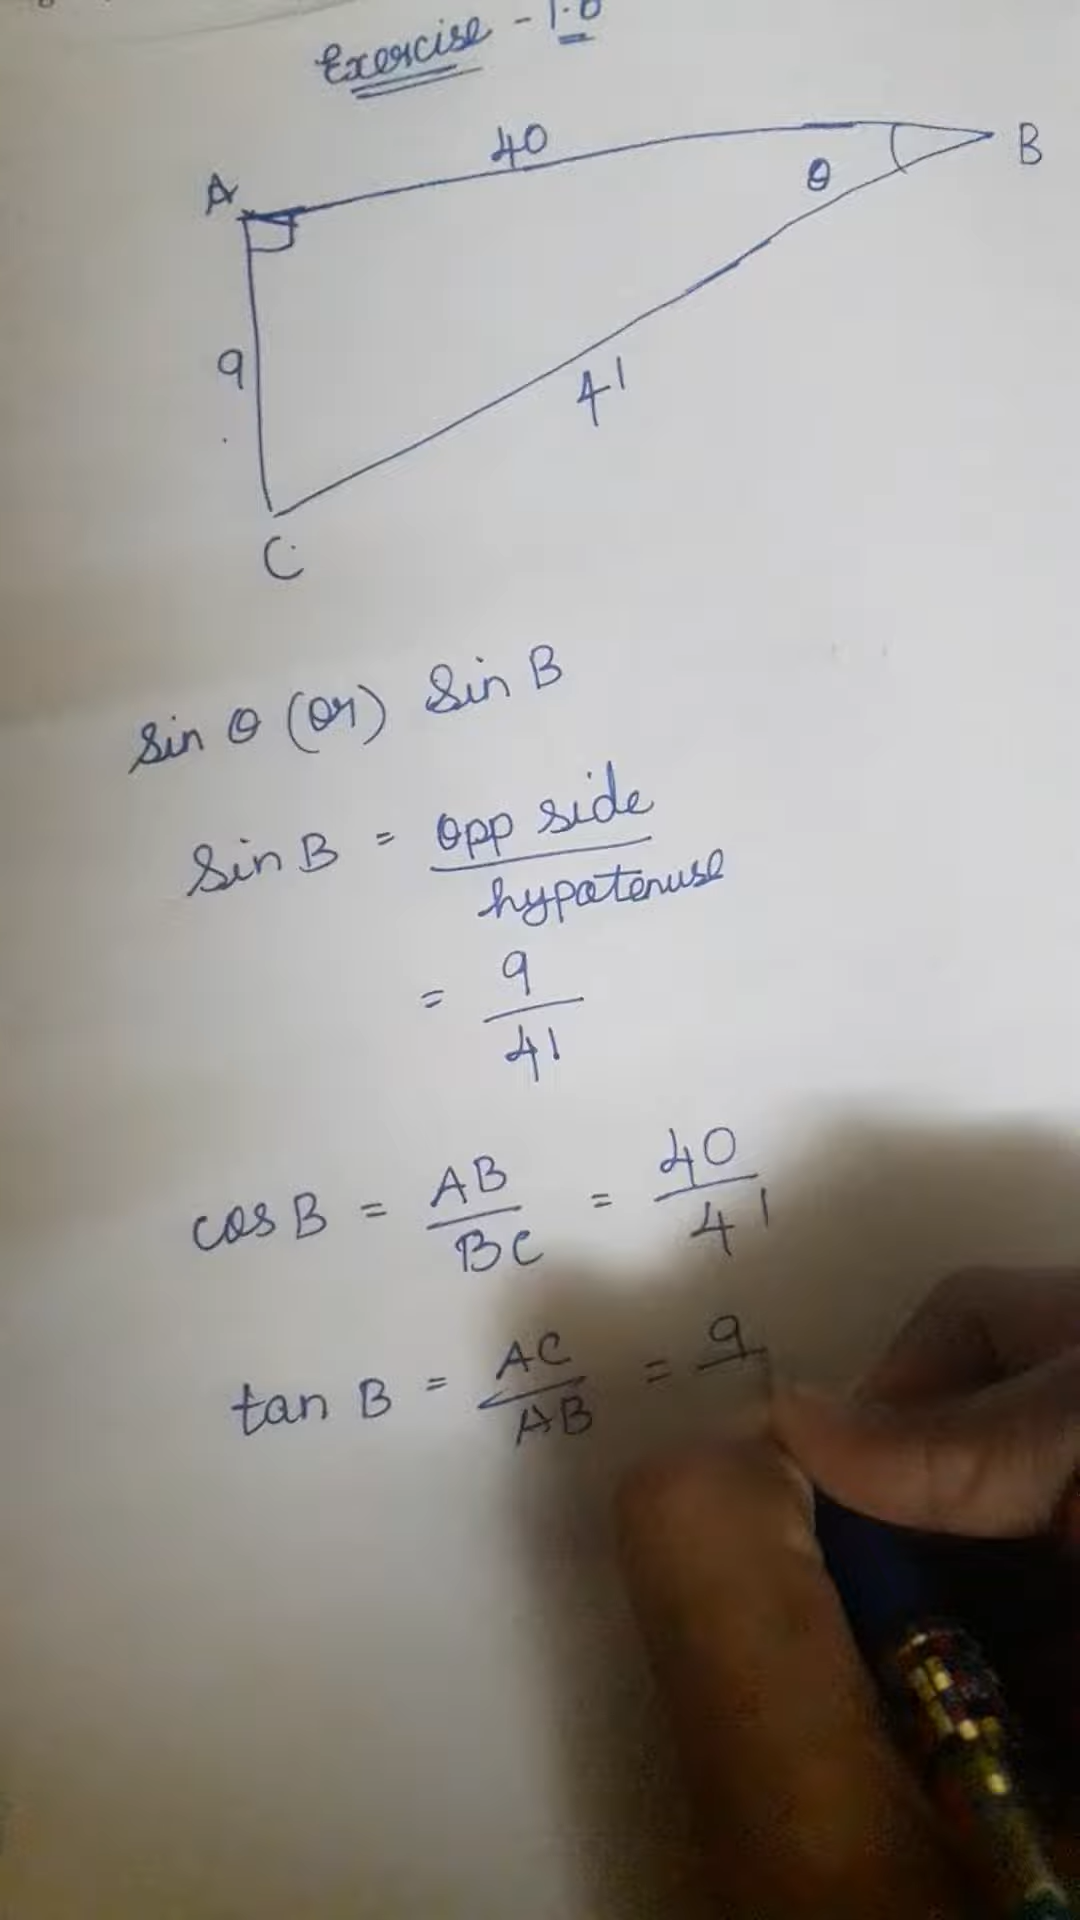 Exercise -
40
A
B
θ
9
41
C
Sin θ (or) Sin B
Sin B = opp side / hypotenuse
= 9/41
cos B = AB/BC = 40/41
tan B = AC/AB = 9